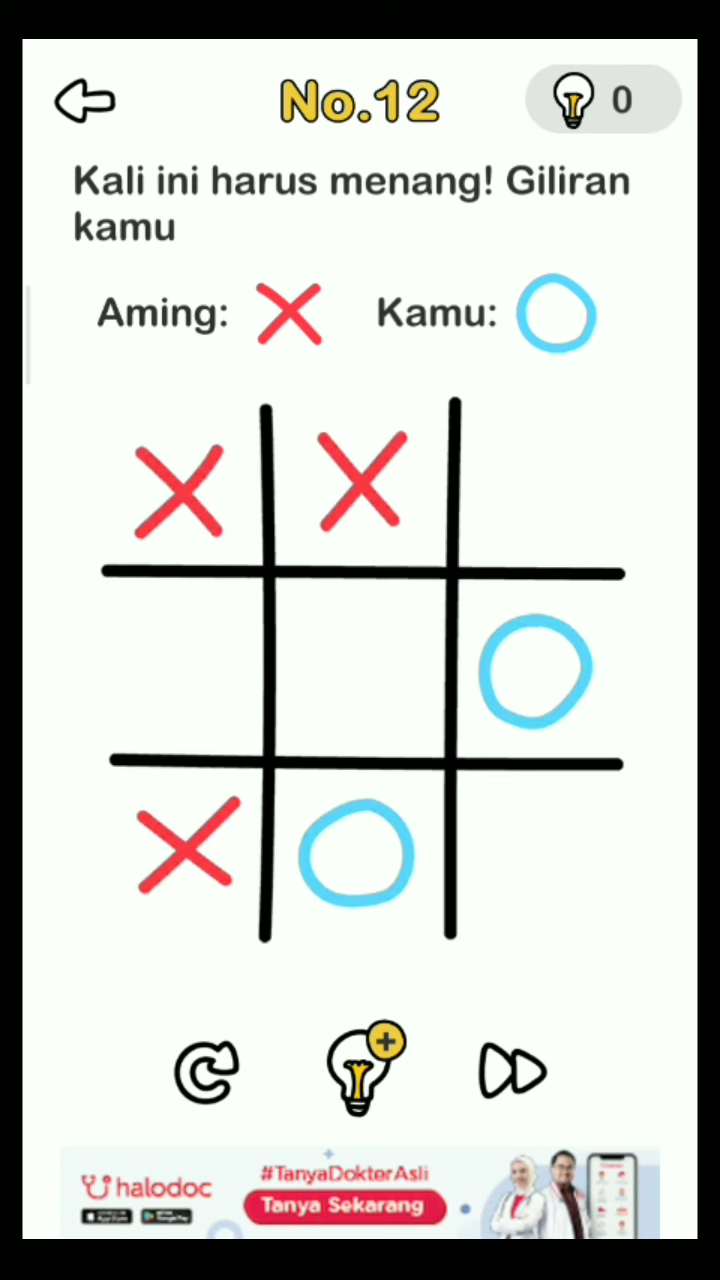 No.12
0
Kali ini harus menang! Giliran
kamu
Aming:
Kamu:
halodoc
#TanyaDokterAsli
Tanya Sekarang